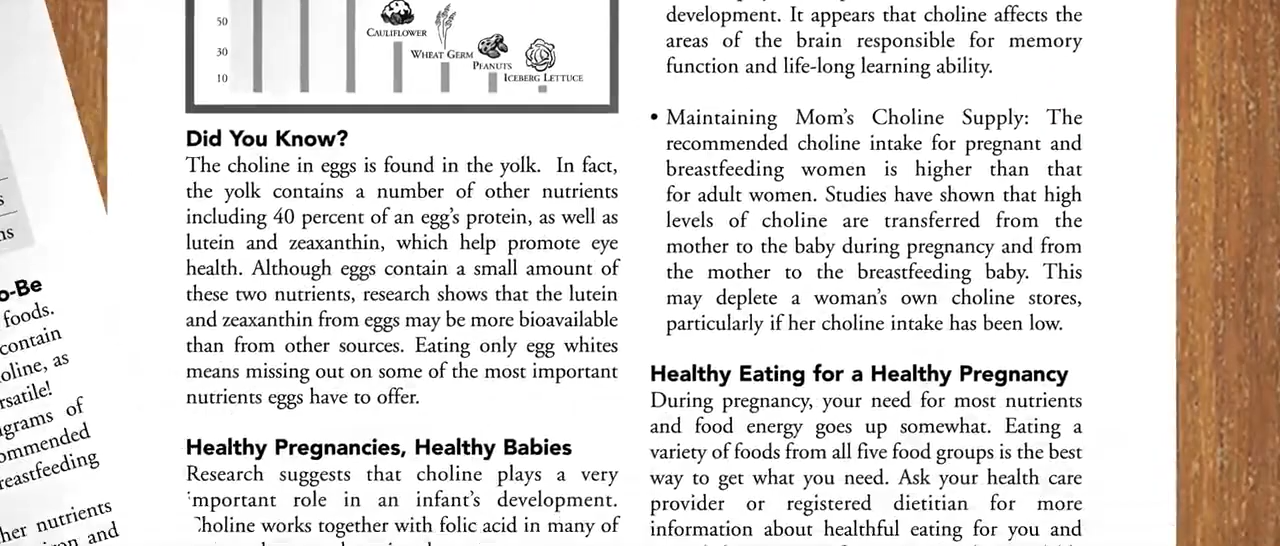 50
30
10
CAULIFLOWER
WHEAT GERM
PEANUTS
ICEBERG LETTUCE
Did You Know?
The choline in eggs is found in the yolk. In fact,
the yolk contains a number of other nutrients
including 40 percent of an egg's protein, as well as
lutein and zeaxanthin, which help promote eye
health. Although eggs contain a small amount of
these two nutrients, research shows that the lutein
and zeaxanthin from eggs may be more bioavailable
than from other sources. Eating only egg whites
means missing out on some of the most important
nutrients eggs have to offer.
Healthy Pregnancies, Healthy Babies
Research suggests that choline plays a very
important role in an infant's development.
Choline works together with folic acid in many of
development. It appears that choline affects the
areas of the brain responsible for memory
function and life-long learning ability.
• Maintaining Mom's Choline Supply: The
recommended choline intake for pregnant and
breastfeeding women is higher than that
for adult women. Studies have shown that high
levels of choline are transferred from the
mother to the baby during pregnancy and from
the mother to the breastfeeding baby. This
may deplete a woman's own choline stores,
particularly if her choline intake has been low.
Healthy Eating for a Healthy Pregnancy
During pregnancy, your need for most nutrients
and food energy goes up somewhat. Eating a
variety of foods from all five food groups is the best
way to get what you need. Ask your health care
provider or registered dietitian for more
information about healthful eating for you and
o-Be
foods.
contain
oline, as
rsatile!
grams of
ommended
reastfeeding
her nutrients
and